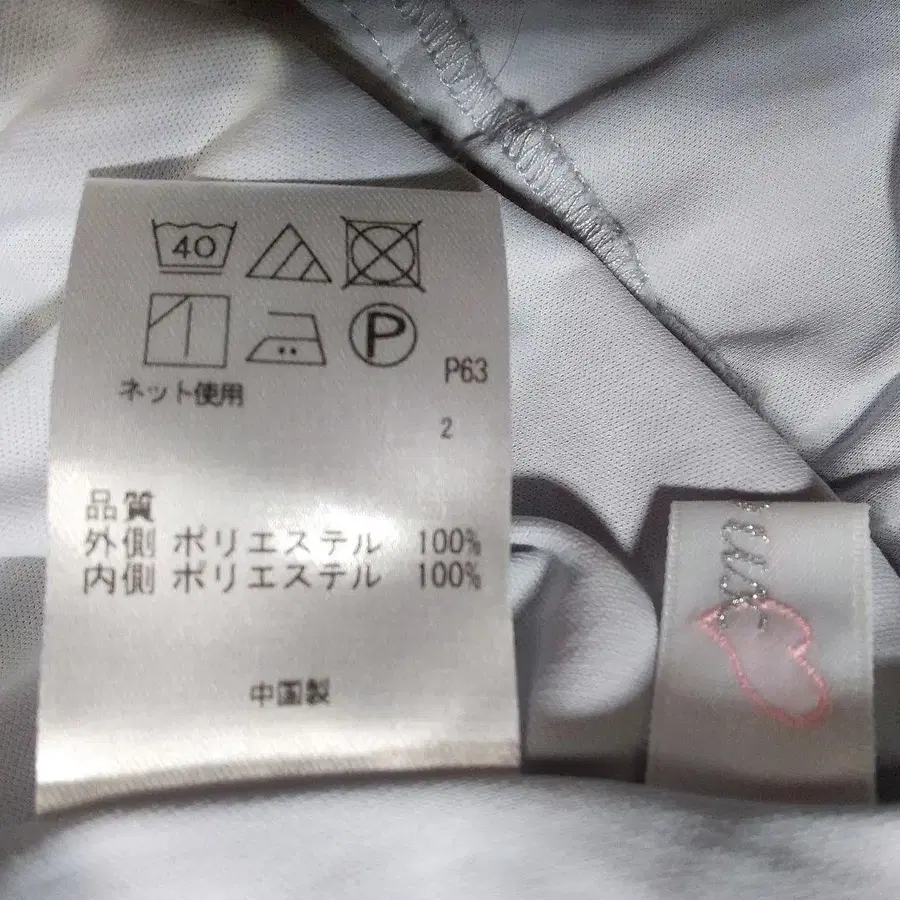 40
P
P63
ネット使用
2
品質
外側 ポリエステル 100%
内側 ポリエステル 100%
中国製